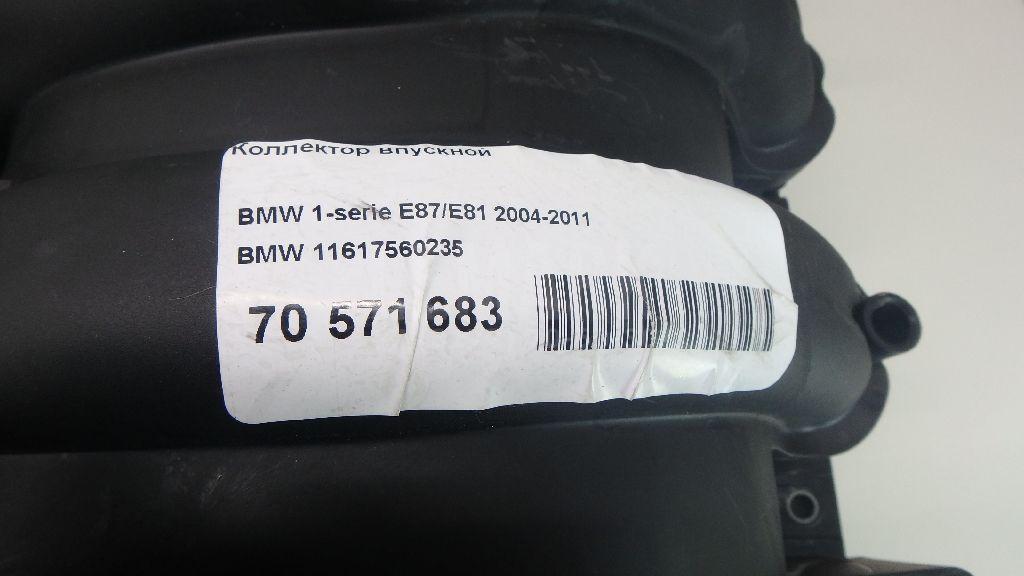 Коллектор впускной
BMW 1-serie E87/E81 2004-2011
BMW 11617560235
70 571 683